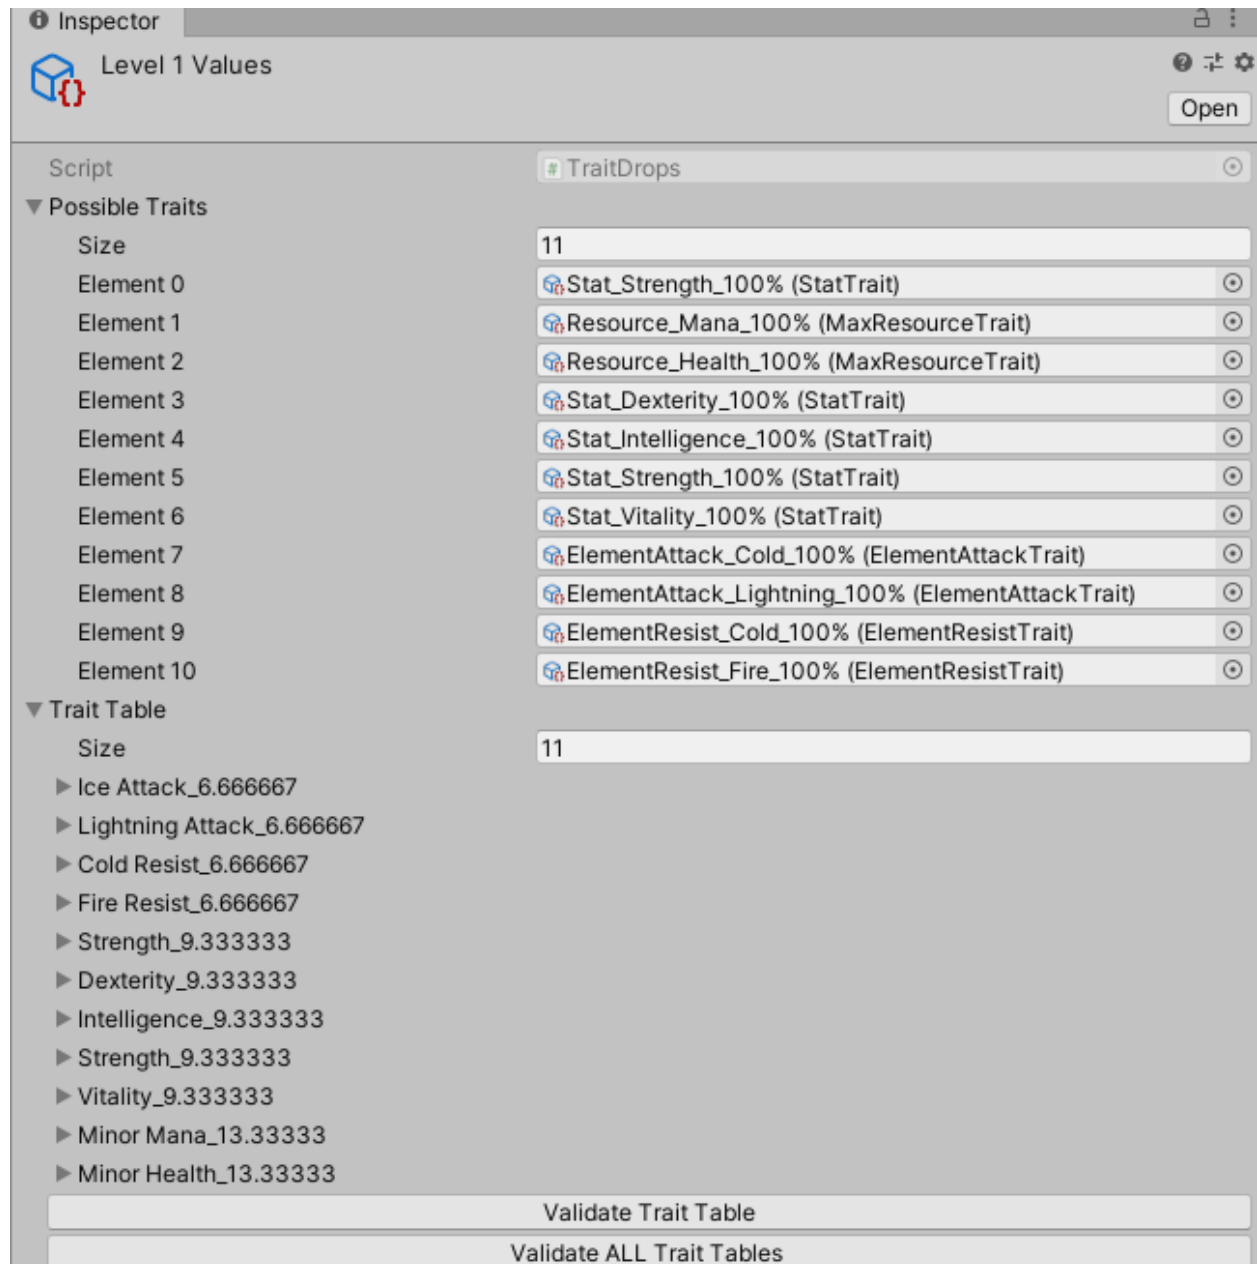 Inspector
Level 1 Values
Open
Script # TraitDrops
Possible Traits
Size 11
Element 0 Stat_Strength_100% (StatTrait)
Element 1 Resource_Mana_100% (MaxResourceTrait)
Element 2 Resource_Health_100% (MaxResourceTrait)
Element 3 Stat_Dexterity_100% (StatTrait)
Element 4 Stat_Intelligence_100% (StatTrait)
Element 5 Stat_Strength_100% (StatTrait)
Element 6 Stat_Vitality_100% (StatTrait)
Element 7 ElementAttack_Cold_100% (ElementAttackTrait)
Element 8 ElementAttack_Lightning_100% (ElementAttackTrait)
Element 9 ElementResist_Cold_100% (ElementResistTrait)
Element 10 ElementResist_Fire_100% (ElementResistTrait)
Trait Table
Size 11
Ice Attack_6.666667
Lightning Attack_6.666667
Cold Resist_6.666667
Fire Resist_6.666667
Strength_9.333333
Dexterity_9.333333
Intelligence_9.333333
Strength_9.333333
Vitality_9.333333
Minor Mana_13.33333
Minor Health_13.33333
Validate Trait Table
Validate ALL Trait Tables